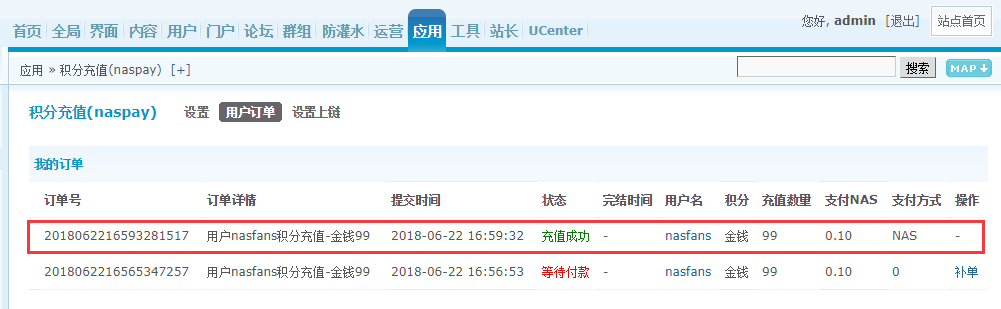 首页 全局 界面 内容 用户 门户 论坛 群组 防灌水 运营 应用 工具 站长 UCenter
您好, admin [退出] 站点首页
应用 » 积分充值(naspay) [+] 搜索 MAP↓
积分充值(naspay) 设置 用户订单 设置上链
我的订单
订单号 订单详情 提交时间 状态 完结时间 用户名 积分 充值数量 支付NAS 支付方式 操作
2018062216593281517 用户nasfans积分充值-金钱99 2018-06-22 16:59:32 充值成功 - nasfans 金钱 99 0.10 NAS -
2018062216565347257 用户nasfans积分充值-金钱99 2018-06-22 16:56:53 等待付款 - nasfans 金钱 99 0.10 0 补单